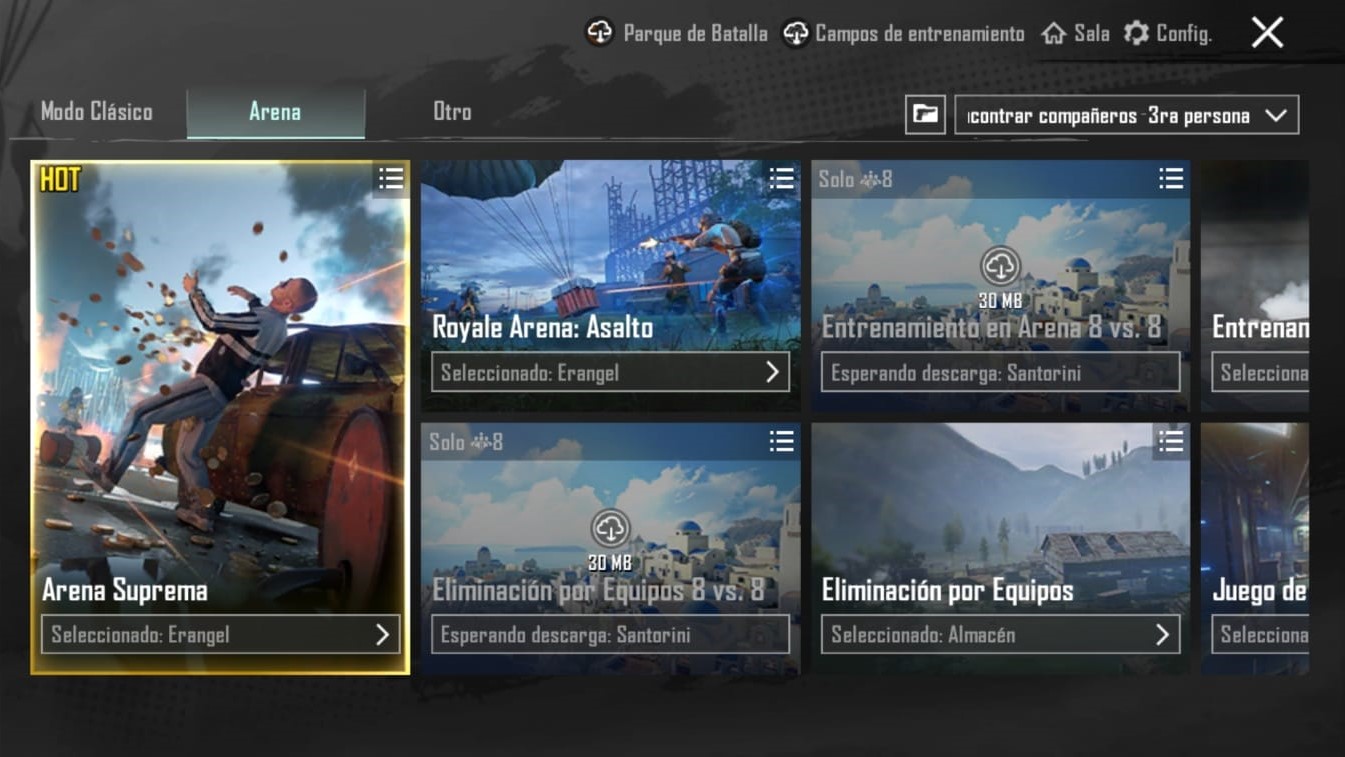 Parque de Batalla
Campos de entrenamiento
Sala
Config.
Modo Clásico
Arena
Otro
contrar compañeros - 3ra persona
HOT
Arena Suprema
Seleccionado: Erangel
Royale Arena: Asalto
Seleccionado: Erangel
Solo 8
30 MB
Entrenamiento en Arena 8 vs. 8
Esperando descarga: Santorini
Entrenan
Selecciona
Solo 8
30 MB
Eliminación por Equipos 8 vs. 8
Esperando descarga: Santorini
Eliminación por Equipos
Seleccionado: Almacén
Juego de
Selecciona